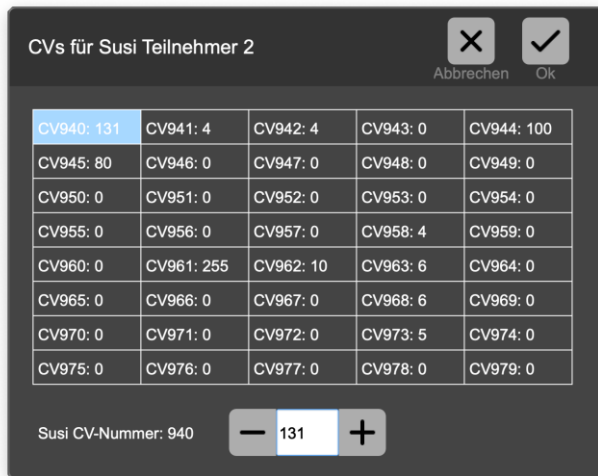 CVs für Susi Teilnehmer 2
Abbrechen Ok
CV940: 131 CV941: 4 CV942: 4 CV943: 0 CV944: 100
CV945: 80 CV946: 0 CV947: 0 CV948: 0 CV949: 0
CV950: 0 CV951: 0 CV952: 0 CV953: 0 CV954: 0
CV955: 0 CV956: 0 CV957: 0 CV958: 4 CV959: 0
CV960: 0 CV961: 255 CV962: 10 CV963: 6 CV964: 0
CV965: 0 CV966: 0 CV967: 0 CV968: 6 CV969: 0
CV970: 0 CV971: 0 CV972: 0 CV973: 5 CV974: 0
CV975: 0 CV976: 0 CV977: 0 CV978: 0 CV979: 0
Susi CV-Nummer: 940 131